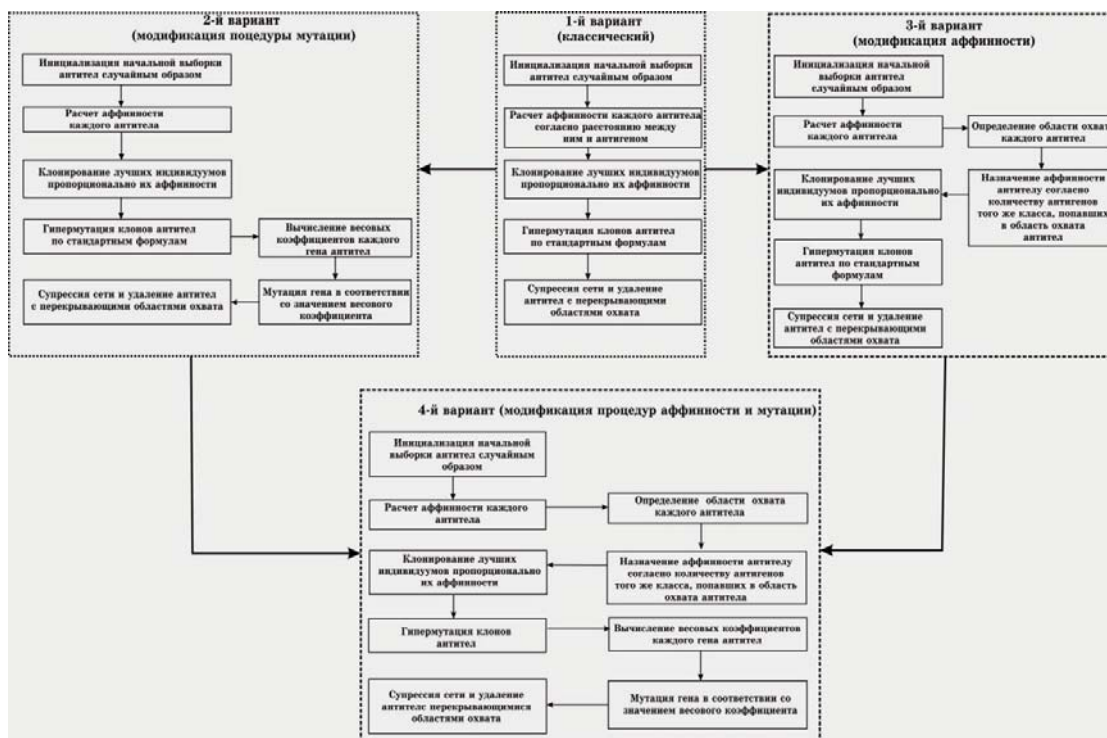 2-й вариант
(модификация поцедуры мутации)
Инициализация начальной выборки
антител случайным образом
Расчет аффинности
каждого антитела
Клонирование лучших индивидуумов
пропорционально их аффинности
Гипермутация клонов антител
по стандартным формулам
Вычисление весовых
коэффициентов каждого
гена антител
Мутация гена в соответствии
со значением весового
коэффициента
Супрессия сети и удаление антител
с перекрывающими областями охвата
1-й вариант
(классический)
Инициализация начальной выборки
антител случайным образом
Расчет аффинности каждого антитела
согласно расстоянию между
ним и антигеном
Клонирование лучших индивидуумов
пропорционально их аффинности
Гипермутация клонов антител
по стандартным формулам
Супрессия сети и удаление
антител с перекрывающими
областями охвата
3-й вариант
(модификация аффинности)
Инициализация начальной
выборки антител
случайным образом
Расчет аффинности
каждого антитела
Определение области охвата
каждого антител
Назначение аффинности
антителу согласно
количеству антигенов
того же класса, попавших
в область охвата
антител
Клонирование лучших
индивидуумов пропорционально
их аффинности
Гипермутация клонов
антител по стандартным
формулам
Супрессия сети и удаление
антител с перекрывающими
областями охвата
4-й вариант (модификация процедур аффинности и мутации)
Инициализация начальной
выборки антител случайным
образом
Расчет аффинности каждого
антитела
Определение области охвата
каждого антитела
Назначение аффинности антителу
согласно количеству антигенов
того же класса, попавших в область
охвата антитела
Клонирование лучших
индивидуумов пропорционально
их аффинности
Гипермутация клонов
антител
Вычисление весовых коэффициентов
каждого гена антител
Мутация гена в соответствии со
значением весового коэффициента
Супрессия сети и удаление
антителс перекрывающимися
областями охвата